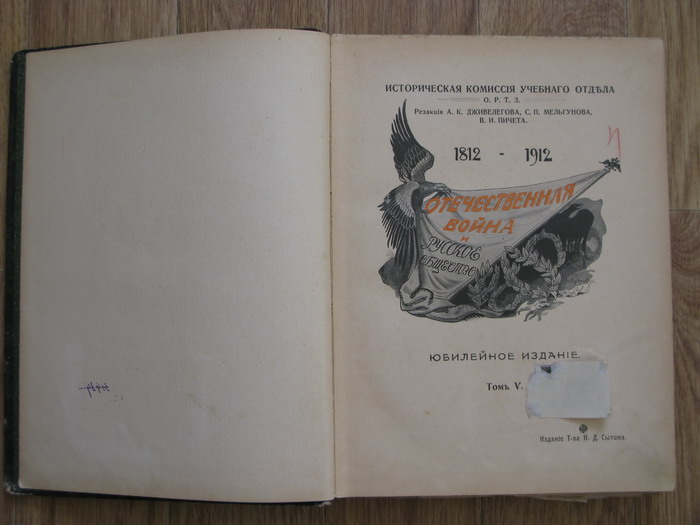 ИСТОРИЧЕСКАЯ КОМИССІЯ УЧЕБНАГО ОТДѢЛА
О. Р. Т. З.
Редакція А. К. ДЖИВЕЛЕГОВА, С. П. МЕЛЬГУНОВА,
В. И. ПИЧЕТА.
1812 - 1912
ОТЕЧЕСТВЕННАЯ
ВОЙНА
И
РУССКОЕ
ОБЩЕСТВО
ЮБИЛЕЙНОЕ ИЗДАНІЕ.
Томъ V.
Изданіе Т-ва И. Д. Сытина.